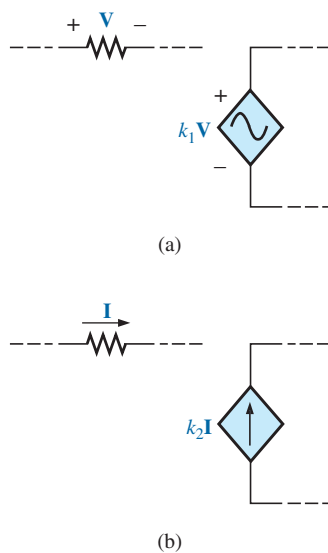 + V –
+
k₁V
–
(a)
I
k₂I
(b)